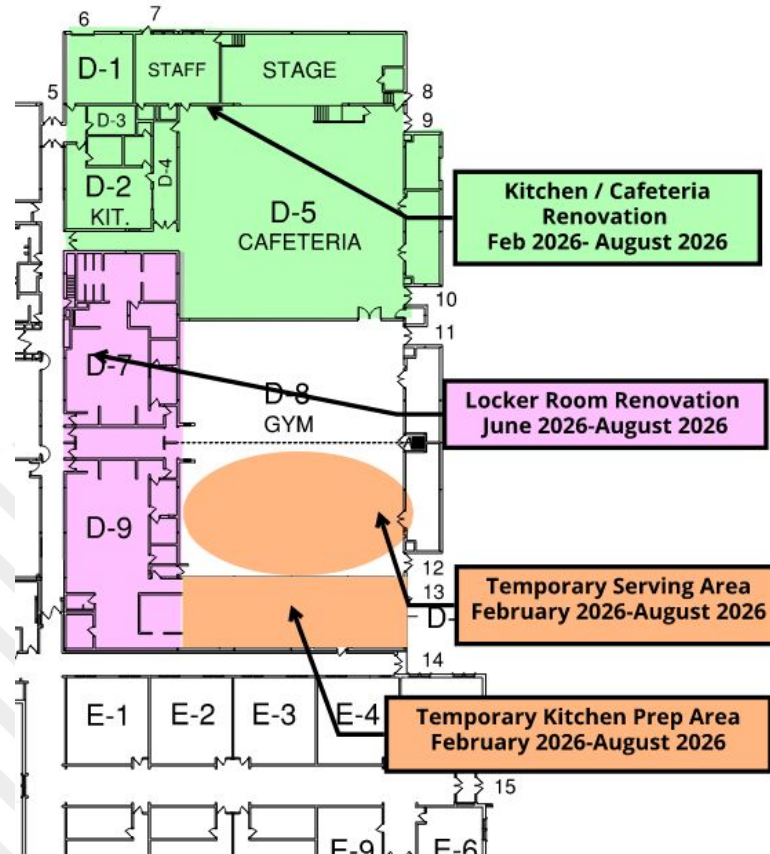 6
7
D-1
STAFF
STAGE
5
8
D-3
9
D-2
KIT.
D-4
D-5
CAFETERIA
Kitchen / Cafeteria
Renovation
Feb 2026- August 2026
10
11
D-7
D-8
GYM
Locker Room Renovation
June 2026-August 2026
D-9
12
13
Temporary Serving Area
February 2026-August 2026
D-
14
E-1
E-2
E-3
E-4
Temporary Kitchen Prep Area
February 2026-August 2026
15
E-9
E-6